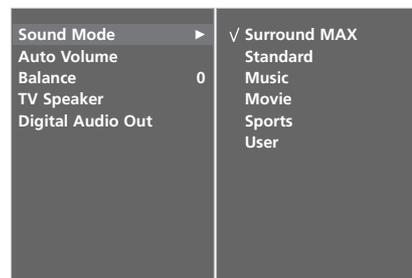 Sound Mode ►
Auto Volume
Balance 0
TV Speaker
Digital Audio Out
√ Surround MAX
Standard
Music
Movie
Sports
User